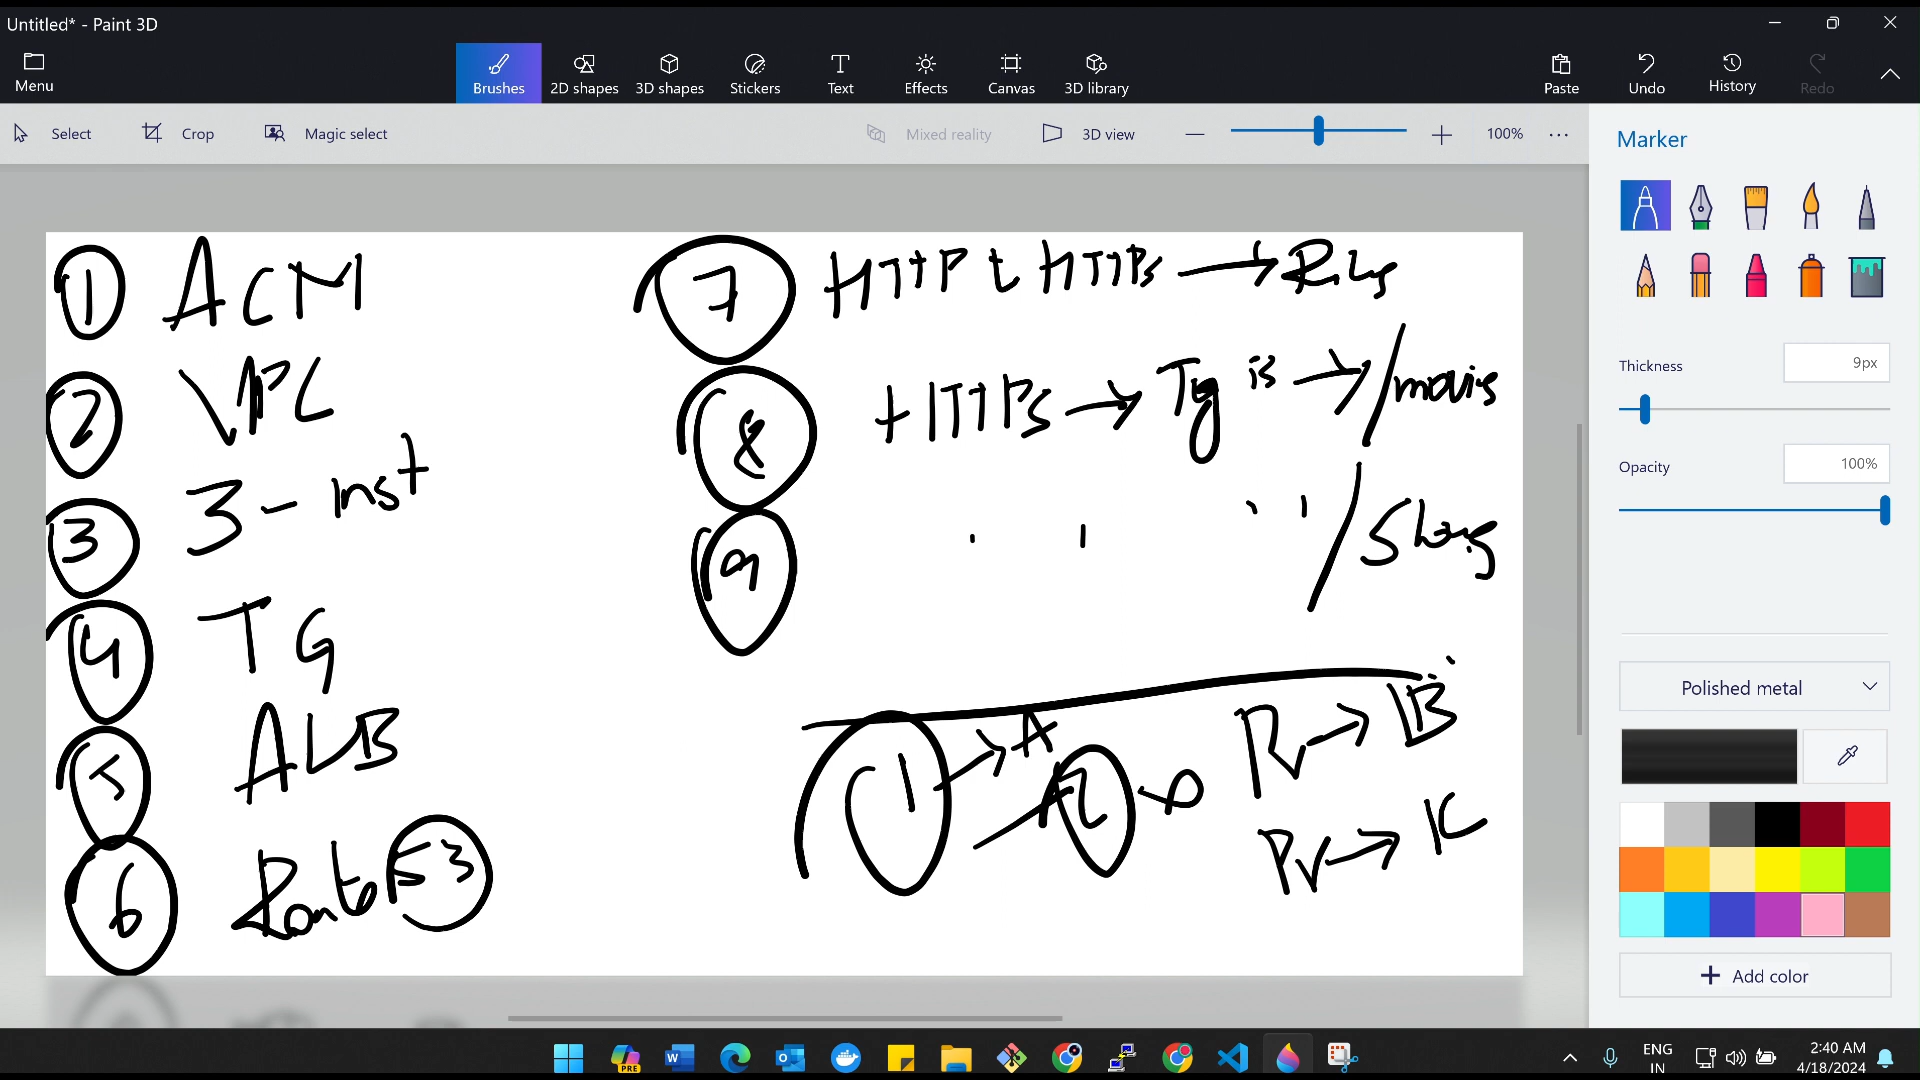 Untitled* - Paint 3D
Menu
Brushes
2D shapes
3D shapes
Stickers
Text
Effects
Canvas
3D library
Paste
Undo
History
Redo
Select
Crop
Magic select
Mixed reality
3D view
100%
Marker
Thickness
9px
Opacity
100%
Polished metal
Add color
1 ACM
2 VPC
3 3 - inst
4 TG
5 ALB
6 Route 53
7 HTTP t HTTPS → Rules
8 HTTPS → Tg is → /movis
9
1 → A
2
R → B
PV → K
PRE
ENG
IN
2:40 AM
4/18/2024